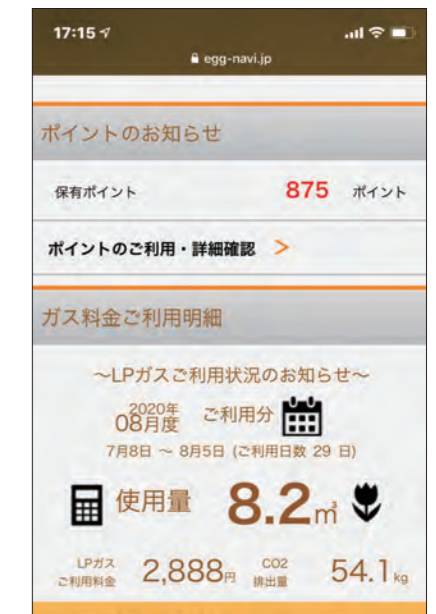 17:15
egg-navi.jp
ポイントのお知らせ
保有ポイント 875 ポイント
ポイントのご利用・詳細確認 >
ガス料金ご利用明細
～LPガスご利用状況のお知らせ～
2020年
08月度 ご利用分
7月8日 ～ 8月5日 (ご利用日数 29 日)
使用量 8.2㎥
LPガス
ご利用料金 2,888円
CO2
排出量 54.1kg